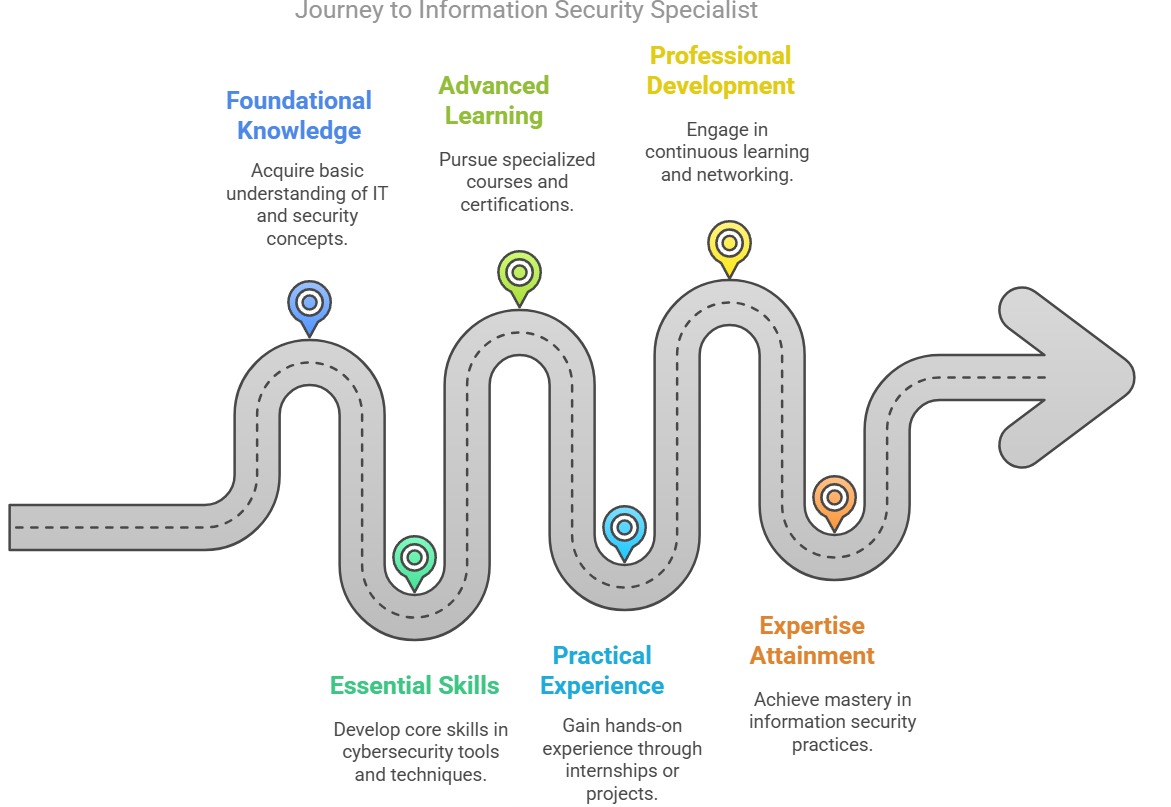 Journey to Information Security Specialist
Foundational
Knowledge
Acquire basic
understanding of IT
and security
concepts.
Essential Skills
Develop core skills in
cybersecurity tools
and techniques.
Advanced
Learning
Pursue specialized
courses and
certifications.
Practical
Experience
Gain hands-on
experience through
internships or
projects.
Professional
Development
Engage in
continuous learning
and networking.
Expertise
Attainment
Achieve mastery in
information security
practices.